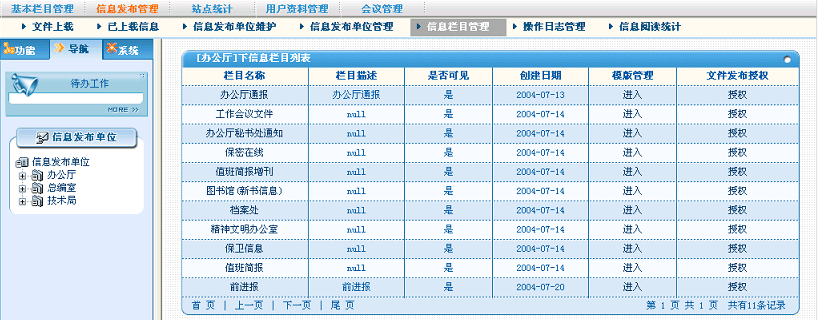 基本栏目管理 信息发布管理 站点统计 用户资料管理 会议管理
文件上载 已上载信息 信息发布单位维护 信息发布单位管理 信息栏目管理 操作日志管理 信息阅读统计
功能 导航 系统
待办工作
MORE >>
信息发布单位
信息发布单位
办公厅
总编室
技术局
[办公厅]下信息栏目列表
栏目名称 栏目描述 是否可见 创建日期 模版管理 文件发布授权
办公厅通报 办公厅通报 是 2004-07-13 进入 授权
工作会议文件 null 是 2004-07-14 进入 授权
办公厅秘书处通知 null 是 2004-07-14 进入 授权
保密在线 null 是 2004-07-14 进入 授权
值班简报增刊 null 是 2004-07-14 进入 授权
图书馆(新书信息) null 是 2004-07-14 进入 授权
档案处 null 是 2004-07-14 进入 授权
精神文明办公室 null 是 2004-07-14 进入 授权
保卫信息 null 是 2004-07-14 进入 授权
值班简报 null 是 2004-07-14 进入 授权
前进报 前进报 是 2004-07-20 进入 授权
首 页 | 上一页 | 下一页 | 尾 页 第 1 页 共 1 页 共有11条记录